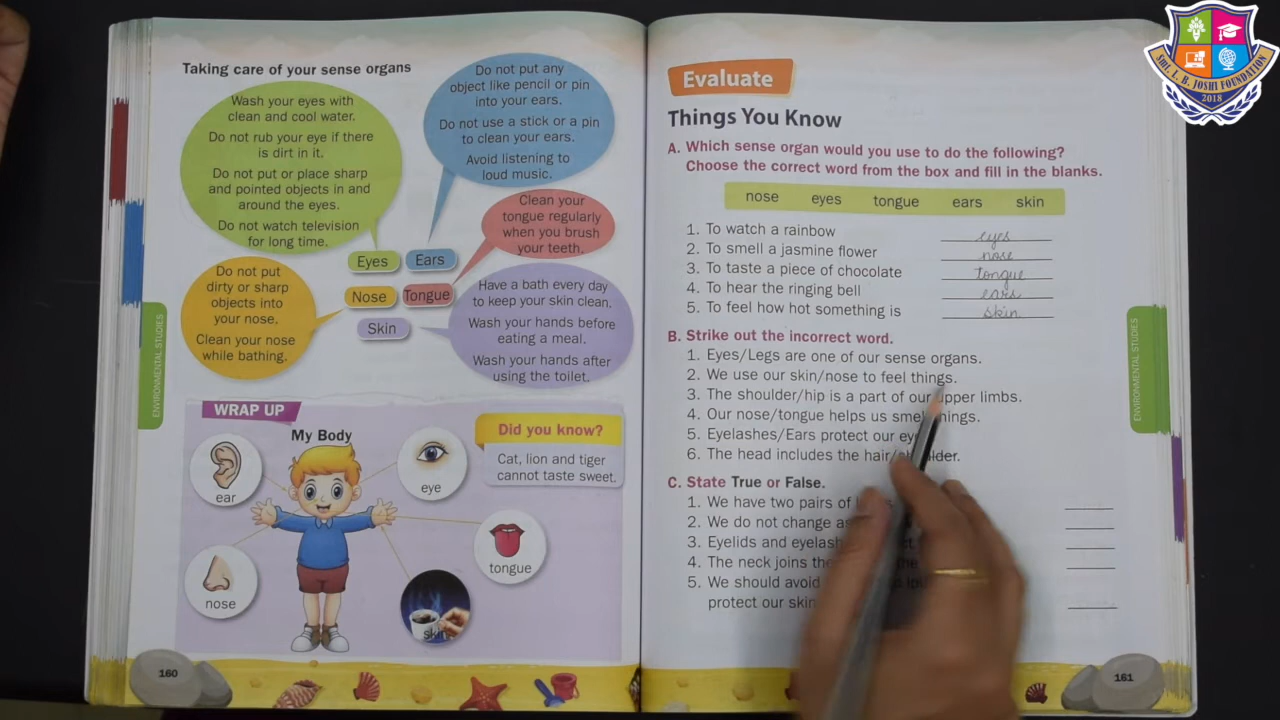 Taking care of your sense organs
Wash your eyes with
clean and cool water.
Do not rub your eye if there
is dirt in it.
Do not put or place sharp
and pointed objects in and
around the eyes.
Do not watch television
for long time.
Do not put any
object like pencil or pin
into your ears.
Do not use a stick or a pin
to clean your ears.
Avoid listening to
loud music.
Clean your
tongue regularly
when you brush
your teeth.
Eyes
Ears
Nose
Tongue
Skin
Do not put
dirty or sharp
objects into
your nose.
Clean your nose
while bathing.
Have a bath every day
to keep your skin clean.
Wash your hands before
eating a meal.
Wash your hands after
using the toilet.
ENVIRONMENTAL STUDIES
WRAP UP
My Body
ear
eye
nose
tongue
skin
Did you know?
Cat, lion and tiger
cannot taste sweet.
160
Evaluate
Things You Know
A. Which sense organ would you use to do the following?
Choose the correct word from the box and fill in the blanks.
nose eyes tongue ears skin
1. To watch a rainbow eyes
2. To smell a jasmine flower nose
3. To taste a piece of chocolate tongue
4. To hear the ringing bell ears
5. To feel how hot something is skin
B. Strike out the incorrect word.
1. Eyes/Legs are one of our sense organs.
2. We use our skin/nose to feel things.
3. The shoulder/hip is a part of our upper limbs.
4. Our nose/tongue helps us smell things.
5. Eyelashes/Ears protect our
6. The head includes the
C. State True or False.
1. We have two pairs of
2. We do not change
3. Eyelids and
4. The neck joins
5. We should avoid
protect our skin
ENVIRONMENTAL STUDIES
161
SMT. I. B. JOSHI FOUNDATION
2018